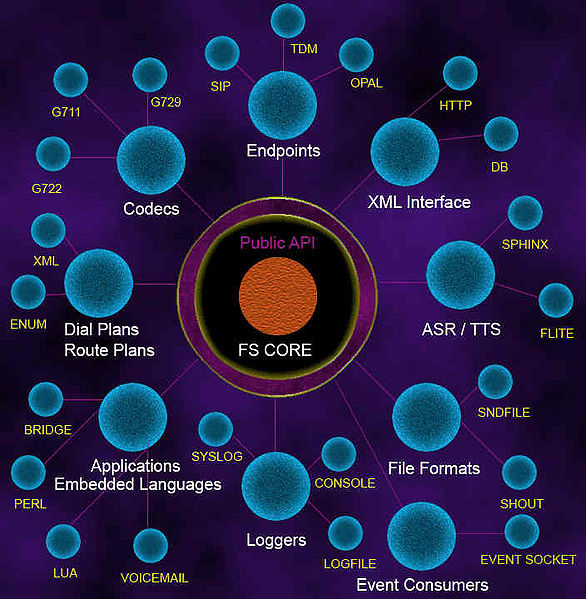 TDM
SIP
OPAL
Endpoints
G711
G729
G722
Codecs
HTTP
DB
XML Interface
Public API
FS CORE
XML
ENUM
Dial Plans
Route Plans
SPHINX
FLITE
ASR / TTS
BRIDGE
PERL
LUA
VOICEMAIL
Applications
Embedded Languages
SYSLOG
CONSOLE
LOGFILE
Loggers
SNDFILE
SHOUT
File Formats
EVENT SOCKET
Event Consumers